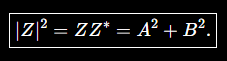 |Z|² = ZZ* = A² + B².